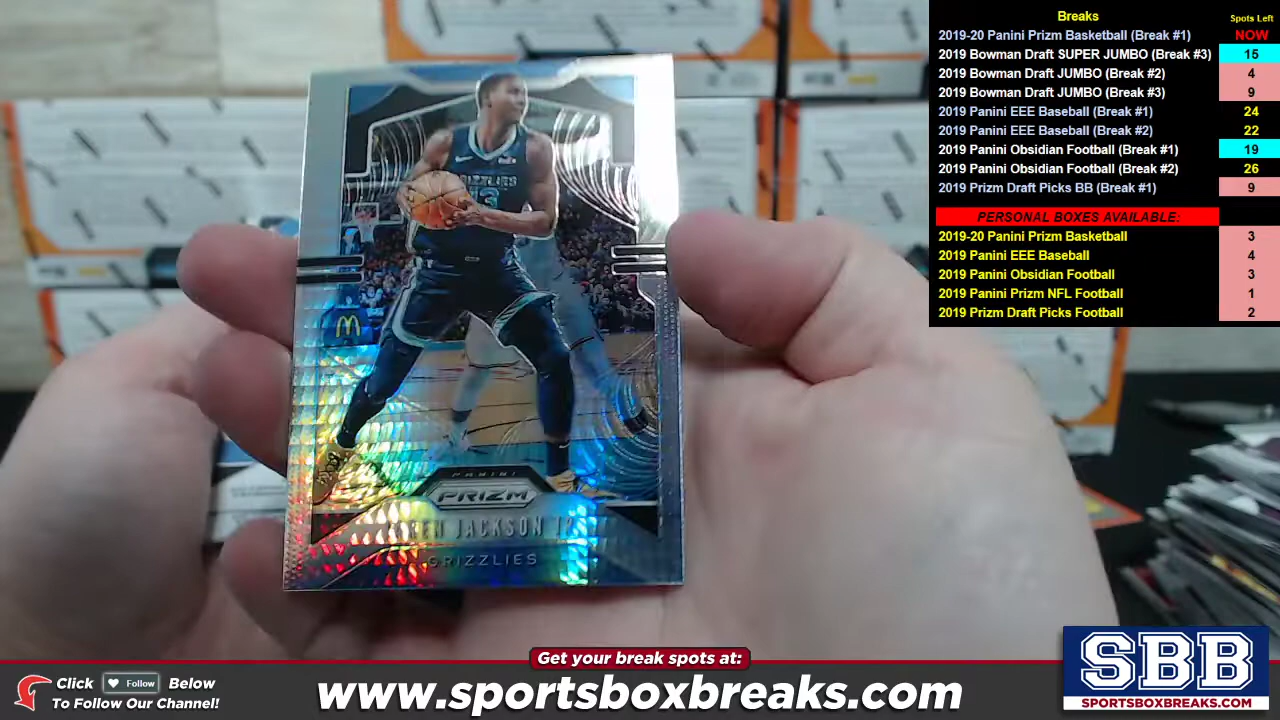 Breaks Spots Left
2019-20 Panini Prizm Basketball (Break #1) NOW
2019 Bowman Draft SUPER JUMBO (Break #3) 15
2019 Bowman Draft JUMBO (Break #2) 4
2019 Bowman Draft JUMBO (Break #3) 9
2019 Panini EEE Baseball (Break #1) 24
2019 Panini EEE Baseball (Break #2) 22
2019 Panini Obsidian Football (Break #1) 19
2019 Panini Obsidian Football (Break #2) 26
2019 Prizm Draft Picks BB (Break #1) 9
PERSONAL BOXES AVAILABLE:
2019-20 Panini Prizm Basketball 3
2019 Panini EEE Baseball 4
2019 Panini Obsidian Football 3
2019 Panini Prizm NFL Football 1
2019 Prizm Draft Picks Football 2
GRIZZLIES
13
PANINI
PRIZM
JACKSON JR
GRIZZLIES
Get your break spots at:
Click Follow Below
To Follow Our Channel!
www.sportsboxbreaks.com
SBB
SPORTSBOXBREAKS.COM